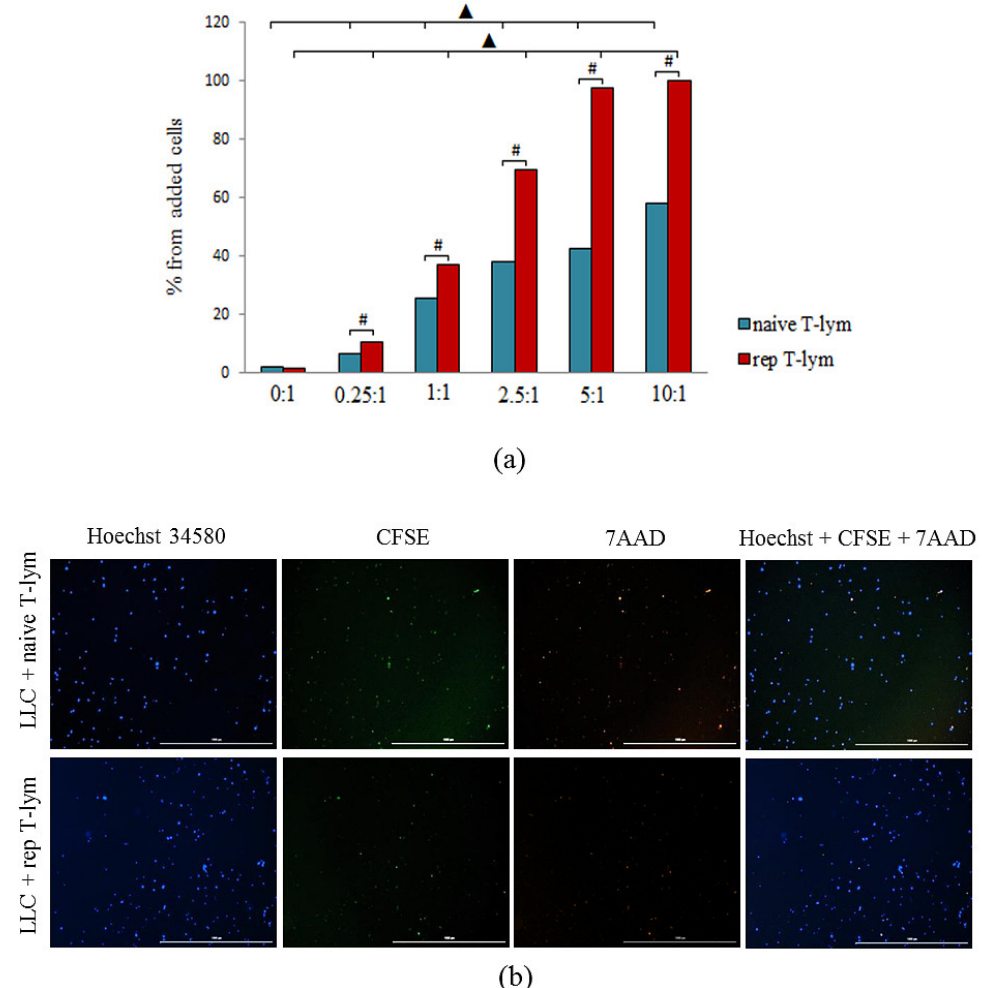 120
100
80
60
40
20
0
% from added cells
▲
▲
#
#
#
#
#
0:1 0.25:1 1:1 2.5:1 5:1 10:1
naive T-lym
rep T-lym
(a)
Hoechst 34580 CFSE 7AAD Hoechst + CFSE + 7AAD
LLC + naive T-lym
LLC + rep T-lym
(b)